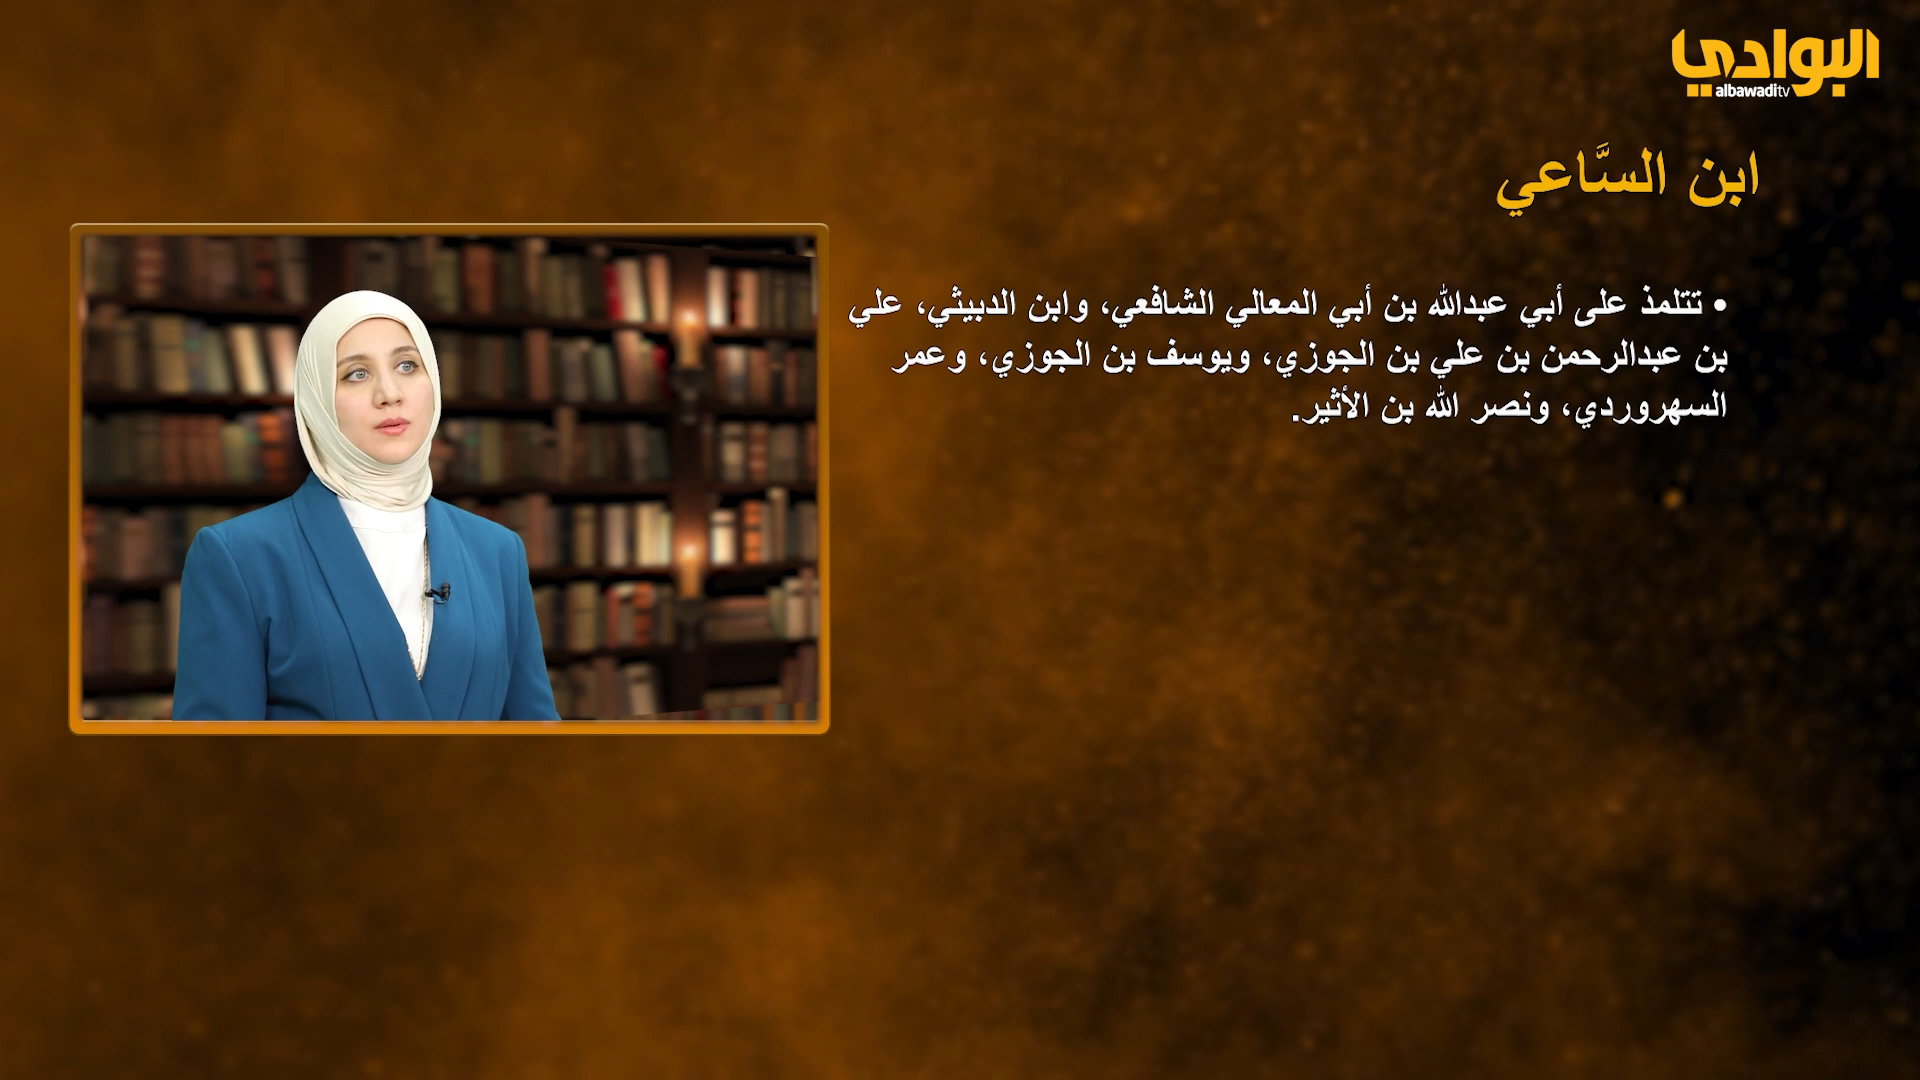 البوادي
albawaditv
ابن السَّاعي
• تتلمذ على أبي عبدالله بن أبي المعالي الشافعي، وابن الدبيثي، علي
بن عبدالرحمن بن علي بن الجوزي، ويوسف بن الجوزي، وعمر
السهروردي، ونصر الله بن الأثير.